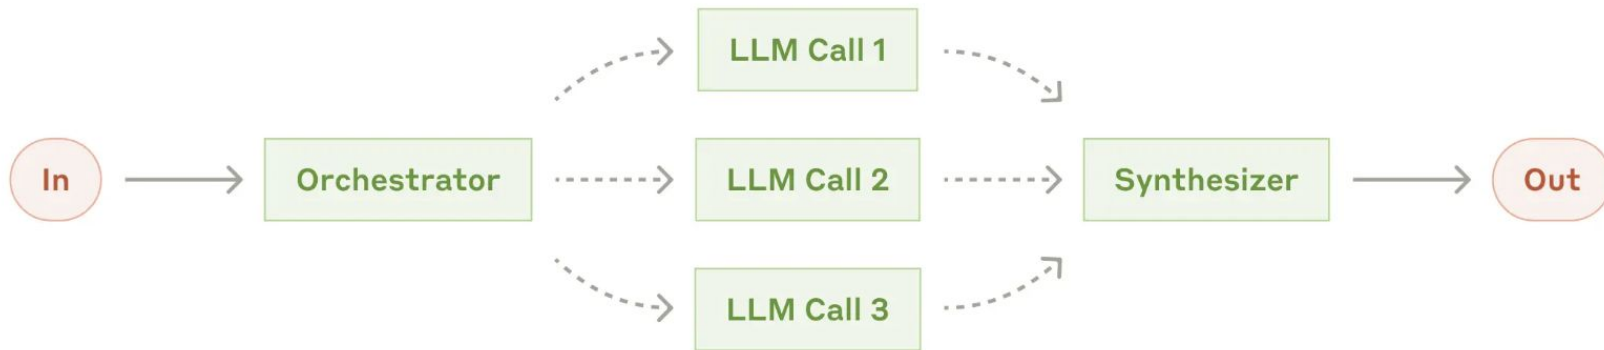 In
Orchestrator
LLM Call 1
LLM Call 2
LLM Call 3
Synthesizer
Out